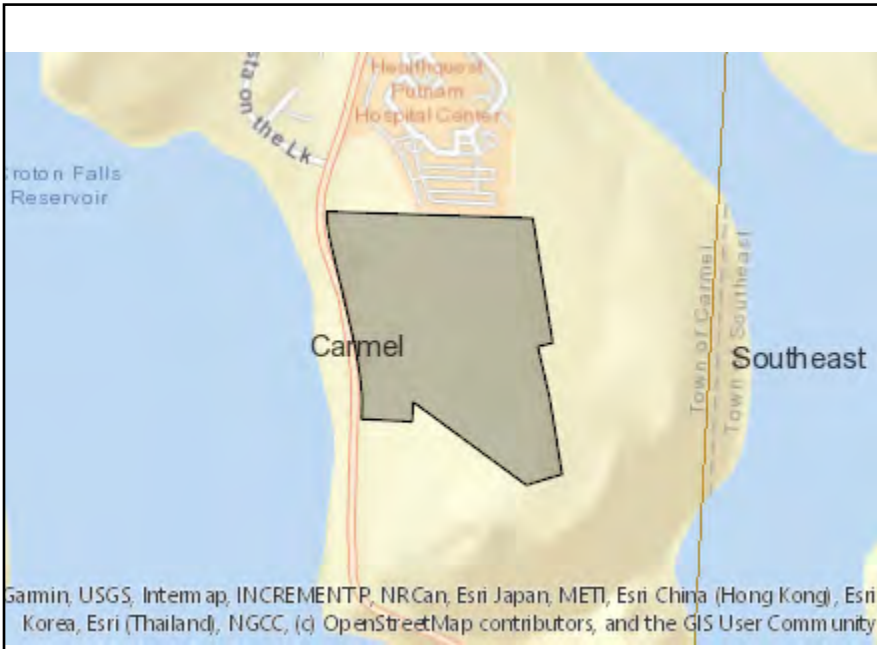 Healthquest
Putnam
Hospital Center
sta on the Lk
roton Falls
Reservoir
Carmel
Town of Carmel
Town of Southeast
Southeast
Garmin, USGS, Intermap, INCREMENT P, NRCan, Esri Japan, METI, Esri China (Hong Kong), Esri
Korea, Esri (Thailand), NGCC, (c) OpenStreetMap contributors, and the GIS User Community